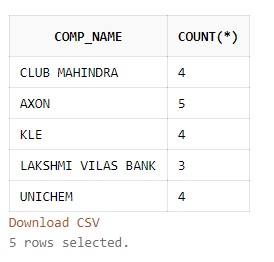 COMP_NAME COUNT(*)
CLUB MAHINDRA 4
AXON 5
KLE 4
LAKSHMI VILAS BANK 3
UNICHEM 4
Download CSV
5 rows selected.